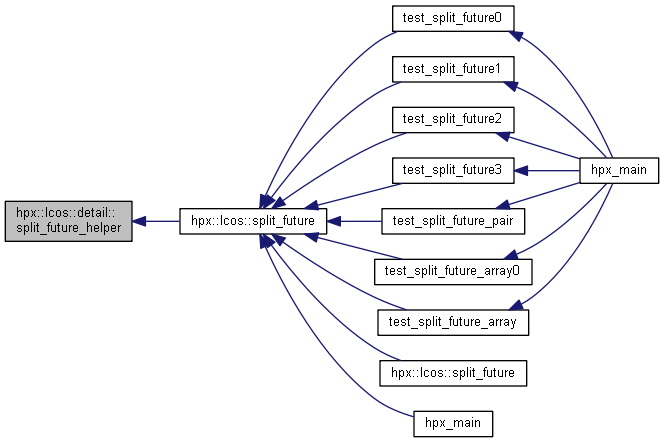 hpx::lcos::detail::
split_future_helper
hpx::lcos::split_future
test_split_future0
test_split_future1
test_split_future2
test_split_future3
test_split_future_pair
test_split_future_array0
test_split_future_array
hpx::lcos::split_future
hpx_main
hpx_main